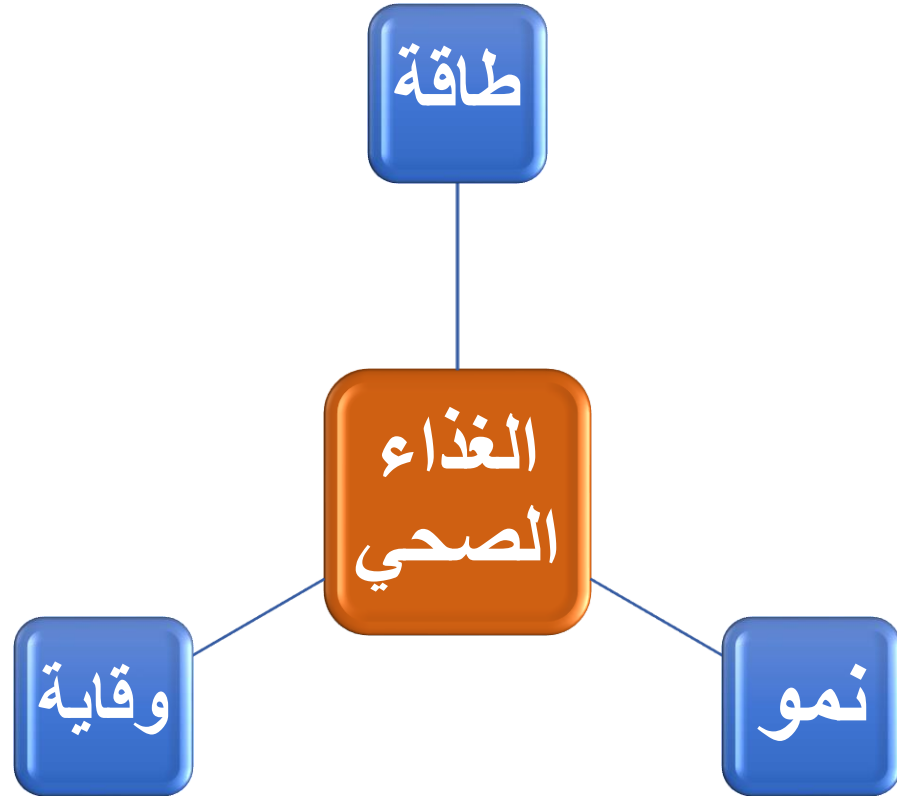 طاقة
الغذاء
الصحي
نمو
وقاية